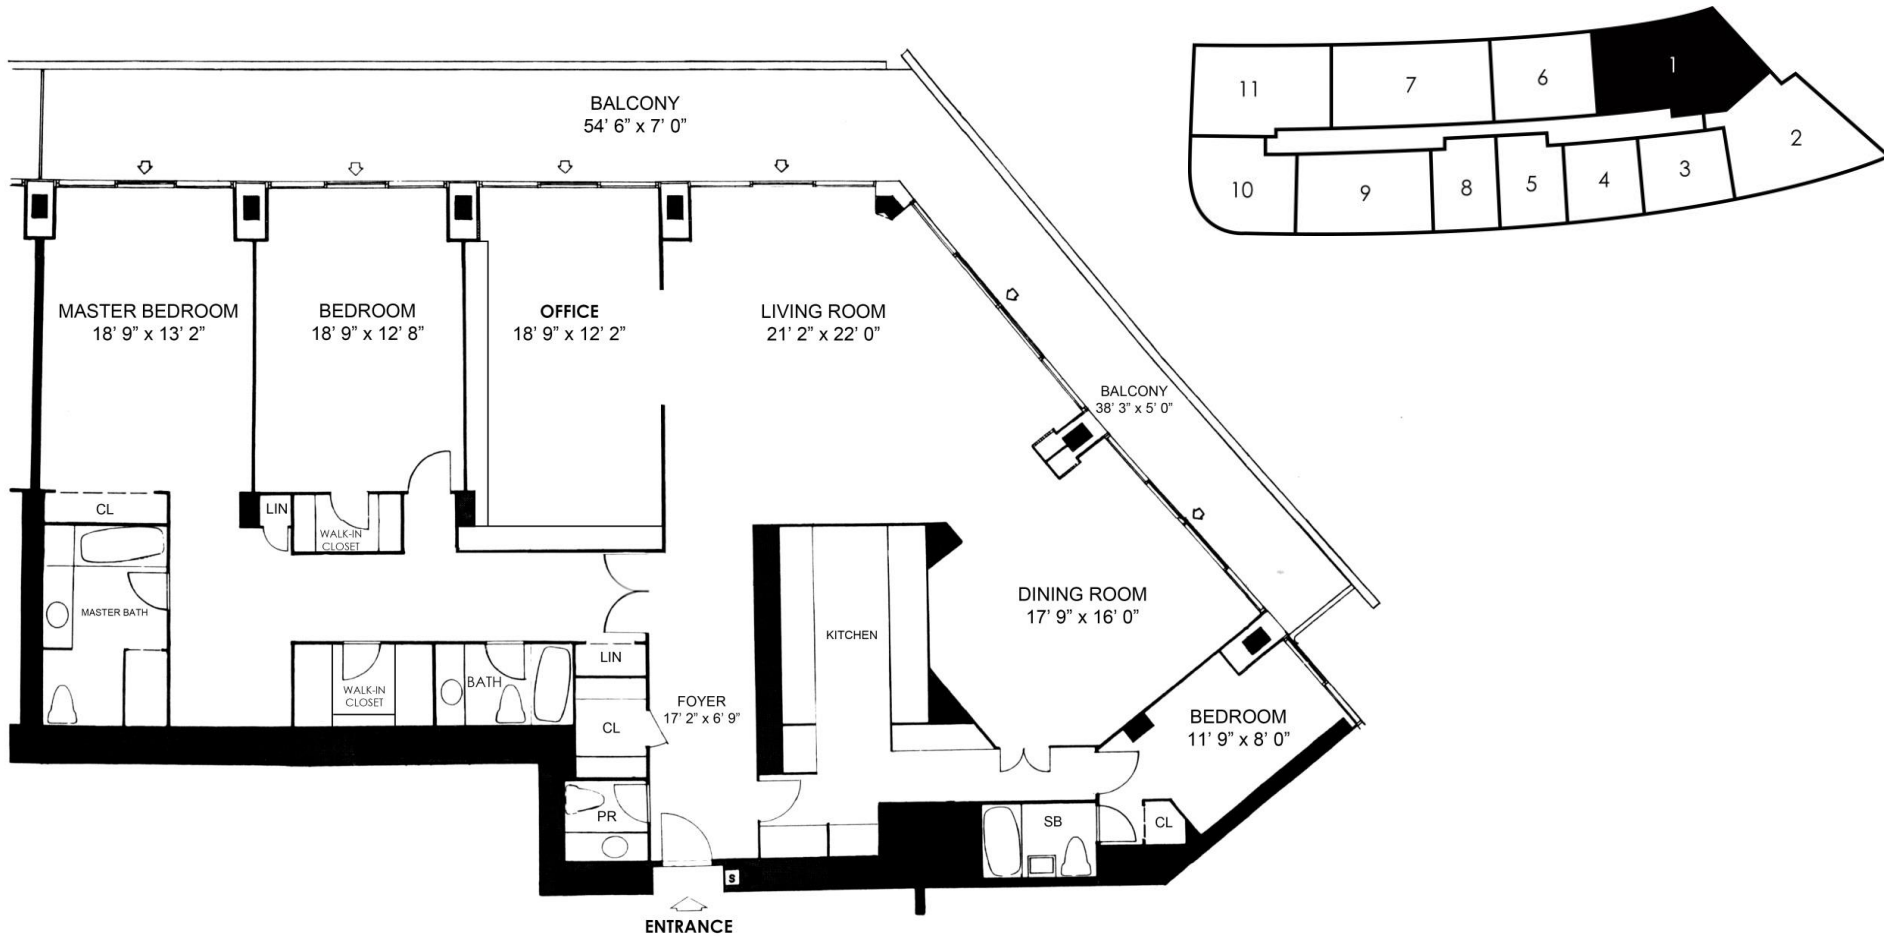 BALCONY
54’ 6” x 7’ 0”
11
7
6
1
2
10
9
8
5
4
3
MASTER BEDROOM
18’ 9” x 13’ 2”
BEDROOM
18’ 9” x 12’ 8”
OFFICE
18’ 9” x 12’ 2”
LIVING ROOM
21’ 2” x 22’ 0”
BALCONY
38’ 3” x 5’ 0”
CL
LIN
WALK-IN
CLOSET
MASTER BATH
DINING ROOM
17’ 9” x 16’ 0”
KITCHEN
LIN
WALK-IN
CLOSET
BATH
FOYER
17’ 2” x 6’ 9”
CL
BEDROOM
11’ 9” x 8’ 0”
PR
SB
CL
S
ENTRANCE